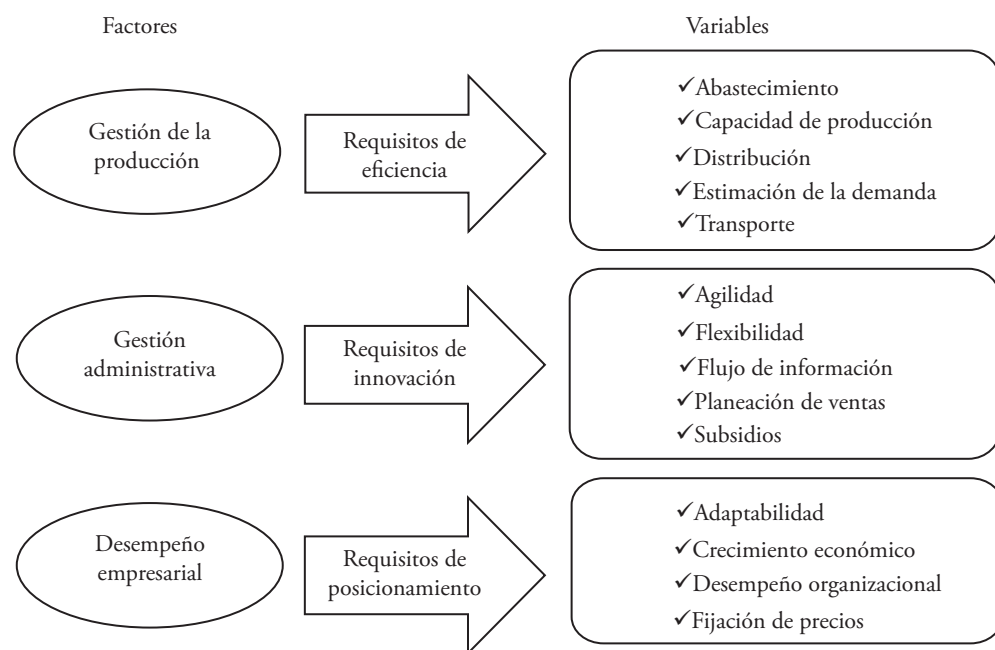 Factores
Variables
Gestión de la
producción
Requisitos de
eficiencia
✓Abastecimiento
✓Capacidad de producción
✓Distribución
✓Estimación de la demanda
✓Transporte
Gestión
administrativa
Requisitos de
innovación
✓Agilidad
✓Flexibilidad
✓Flujo de información
✓Planeación de ventas
✓Subsidios
Desempeño
empresarial
Requisitos de
posicionamiento
✓Adaptabilidad
✓Crecimiento económico
✓Desempeño organizacional
✓Fijación de precios